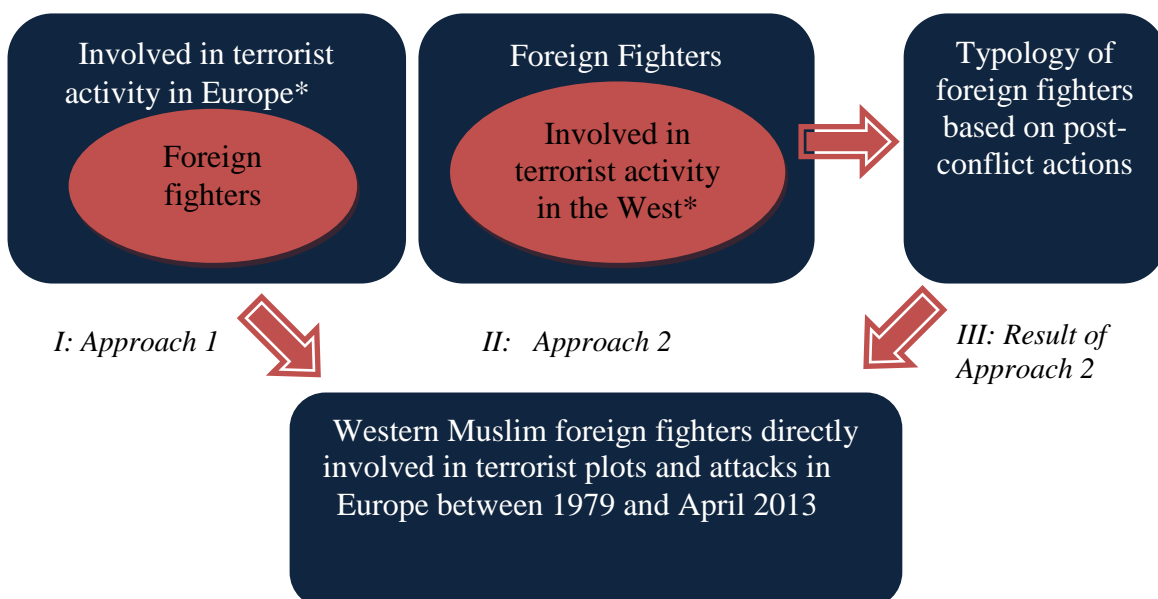 Involved in terrorist
activity in Europe*
Foreign
fighters
Foreign Fighters
Involved in
terrorist activity
in the West*
Typology of
foreign fighters
based on post-
conflict actions
I: Approach 1
II: Approach 2
III: Result of
Approach 2
Western Muslim foreign fighters directly
involved in terrorist plots and attacks in
Europe between 1979 and April 2013